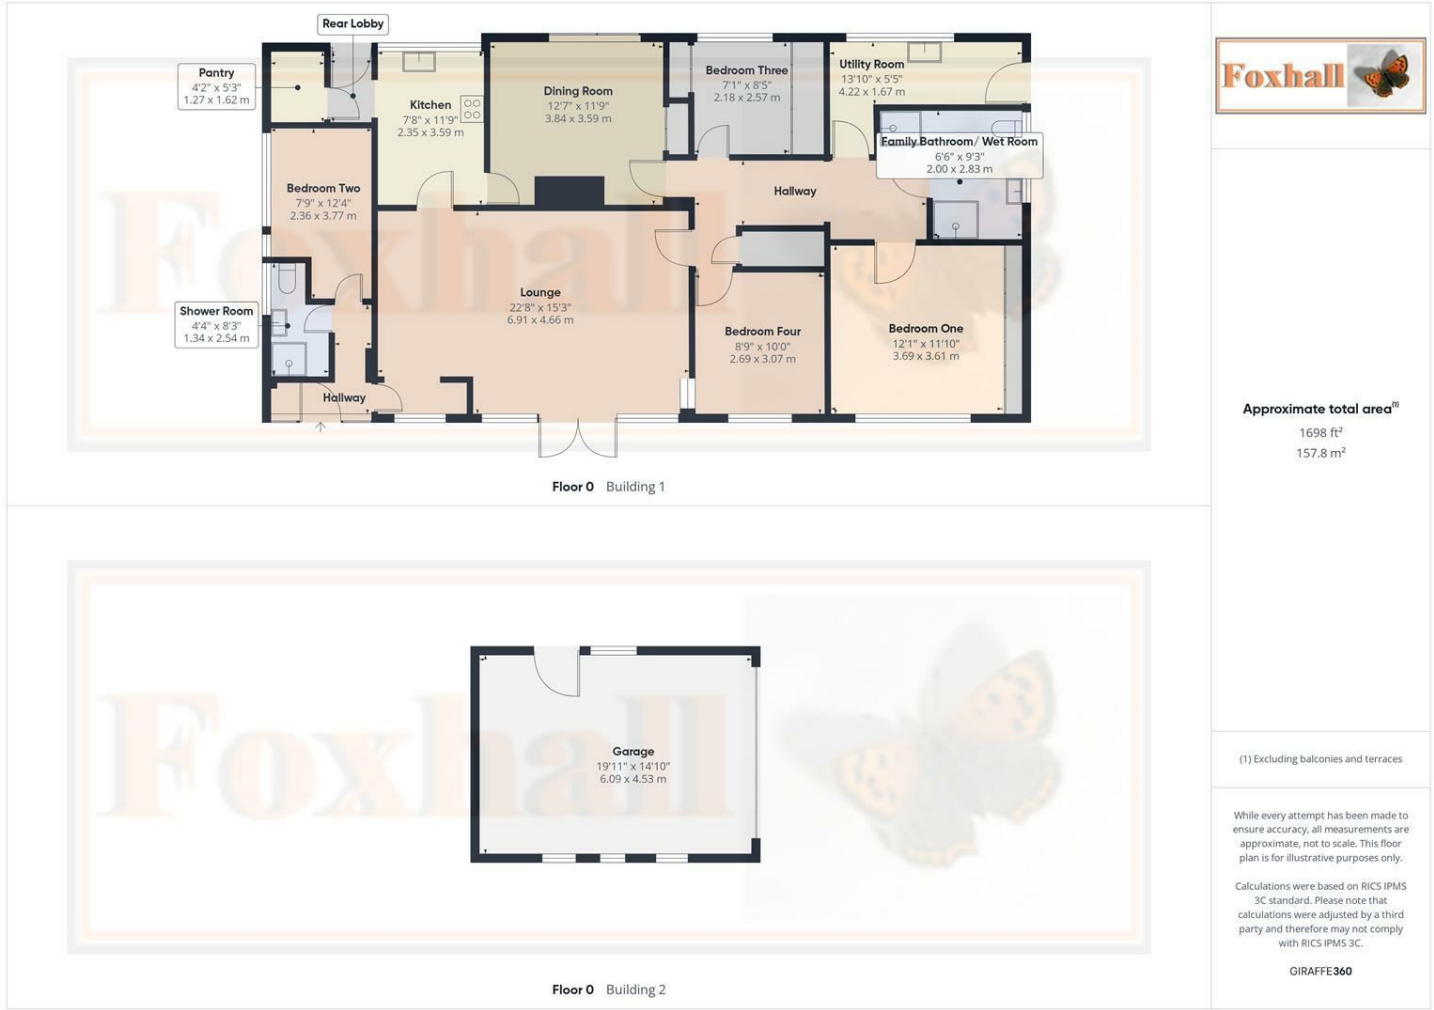 Rear Lobby
Pantry
4'2" x 5'3"
1.27 x 1.62 m
Kitchen
7'8" x 11'9"
2.35 x 3.59 m
Dining Room
12'7" x 11'9"
3.84 x 3.59 m
Bedroom Three
7'1" x 8'5"
2.18 x 2.57 m
Utility Room
13'10" x 5'5"
4.22 x 1.67 m
Family Bathroom/ Wet Room
6'6" x 9'3"
2.00 x 2.83 m
Bedroom Two
7'9" x 12'4"
2.36 x 3.77 m
Hallway
Shower Room
4'4" x 8'3"
1.34 x 2.54 m
Lounge
22'8" x 15'3"
6.91 x 4.66 m
Bedroom Four
8'9" x 10'0"
2.69 x 3.07 m
Bedroom One
12'1" x 11'10"
3.69 x 3.61 m
Hallway
Foxhall
Floor 0 Building 1
Foxhall
Garage
19'11" x 14'10"
6.09 x 4.53 m
Floor 0 Building 2
Foxhall
Approximate total area(1)
1698 ft²
157.8 m²
(1) Excluding balconies and terraces
While every attempt has been made to
ensure accuracy, all measurements are
approximate, not to scale. This floor
plan is for illustrative purposes only.
Calculations were based on RICS IPMS
3C standard. Please note that
calculations were adjusted by a third
party and therefore may not comply
with RICS IPMS 3C.
GIRAFFE360